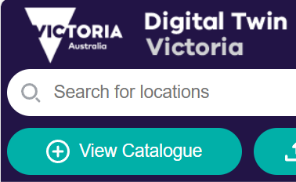 VICTORIA
Australia
Digital Twin
Victoria
Search for locations
View Catalogue